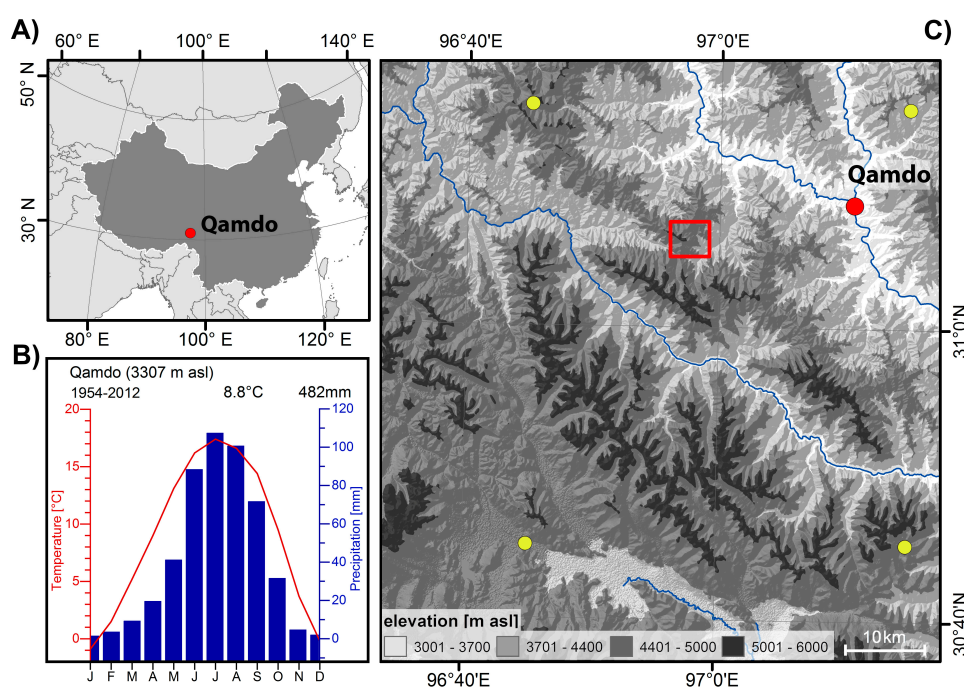 A)
60° E 100° E 140° E
50° N
30° N
Qamdo
80° E 100° E 120° E
B)
Qamdo (3307 m asl)
1954-2012 8.8°C 482mm
20
15
10
5
0
Temperature [°C]
120
100
80
60
40
20
0
Precipitation [mm]
J F M A M J J A S O N D
C)
96°40'E 97°0'E
Qamdo
31°0'N
30°40'N
elevation [m asl]
3001 - 3700 3701 - 4400 4401 - 5000 5001 - 6000
10km
96°40'E 97°0'E